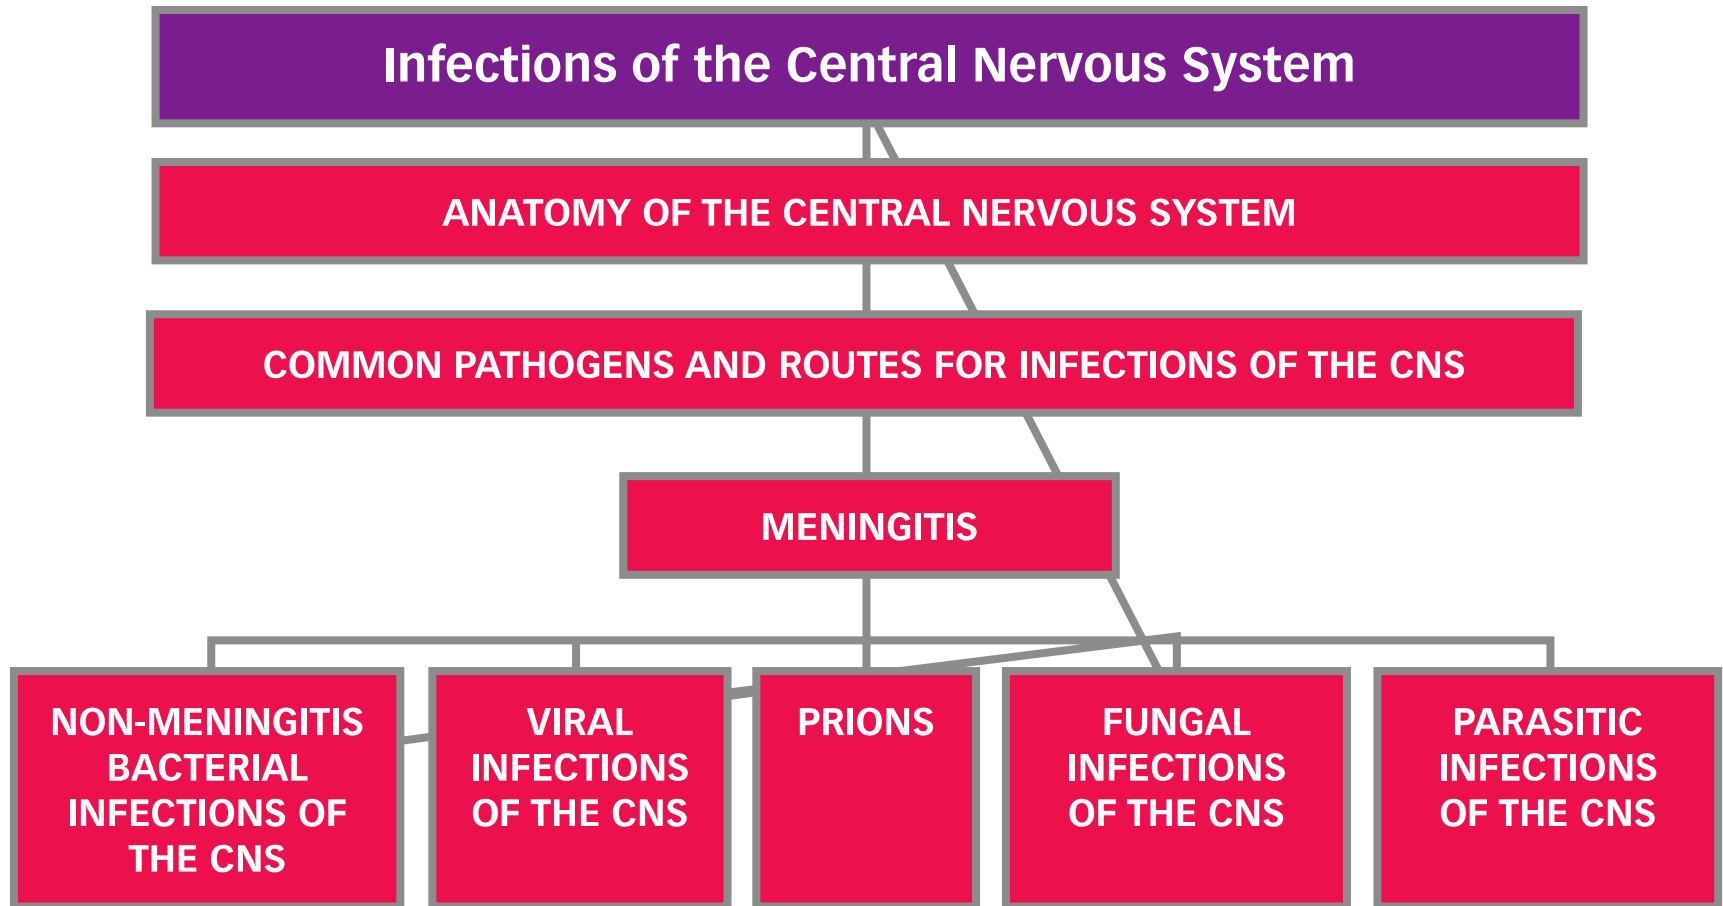 Infections of the Central Nervous System
ANATOMY OF THE CENTRAL NERVOUS SYSTEM
COMMON PATHOGENS AND ROUTES FOR INFECTIONS OF THE CNS
MENINGITIS
NON-MENINGITIS
BACTERIAL
INFECTIONS OF
THE CNS
VIRAL
INFECTIONS
OF THE CNS
PRIONS
FUNGAL
INFECTIONS
OF THE CNS
PARASITIC
INFECTIONS
OF THE CNS